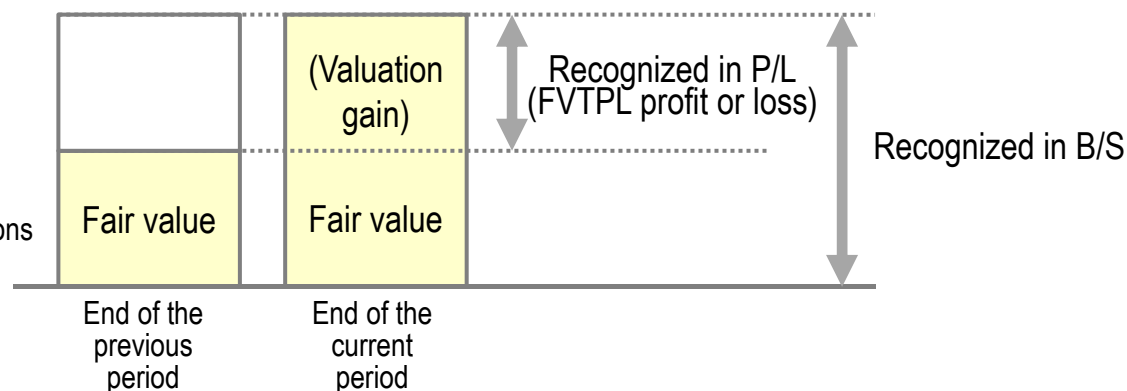 (Valuation
gain)
Recognized in P/L
(FVTPL profit or loss)
Recognized in B/S
ons
Fair value
Fair value
End of the
previous
period
End of the
current
period